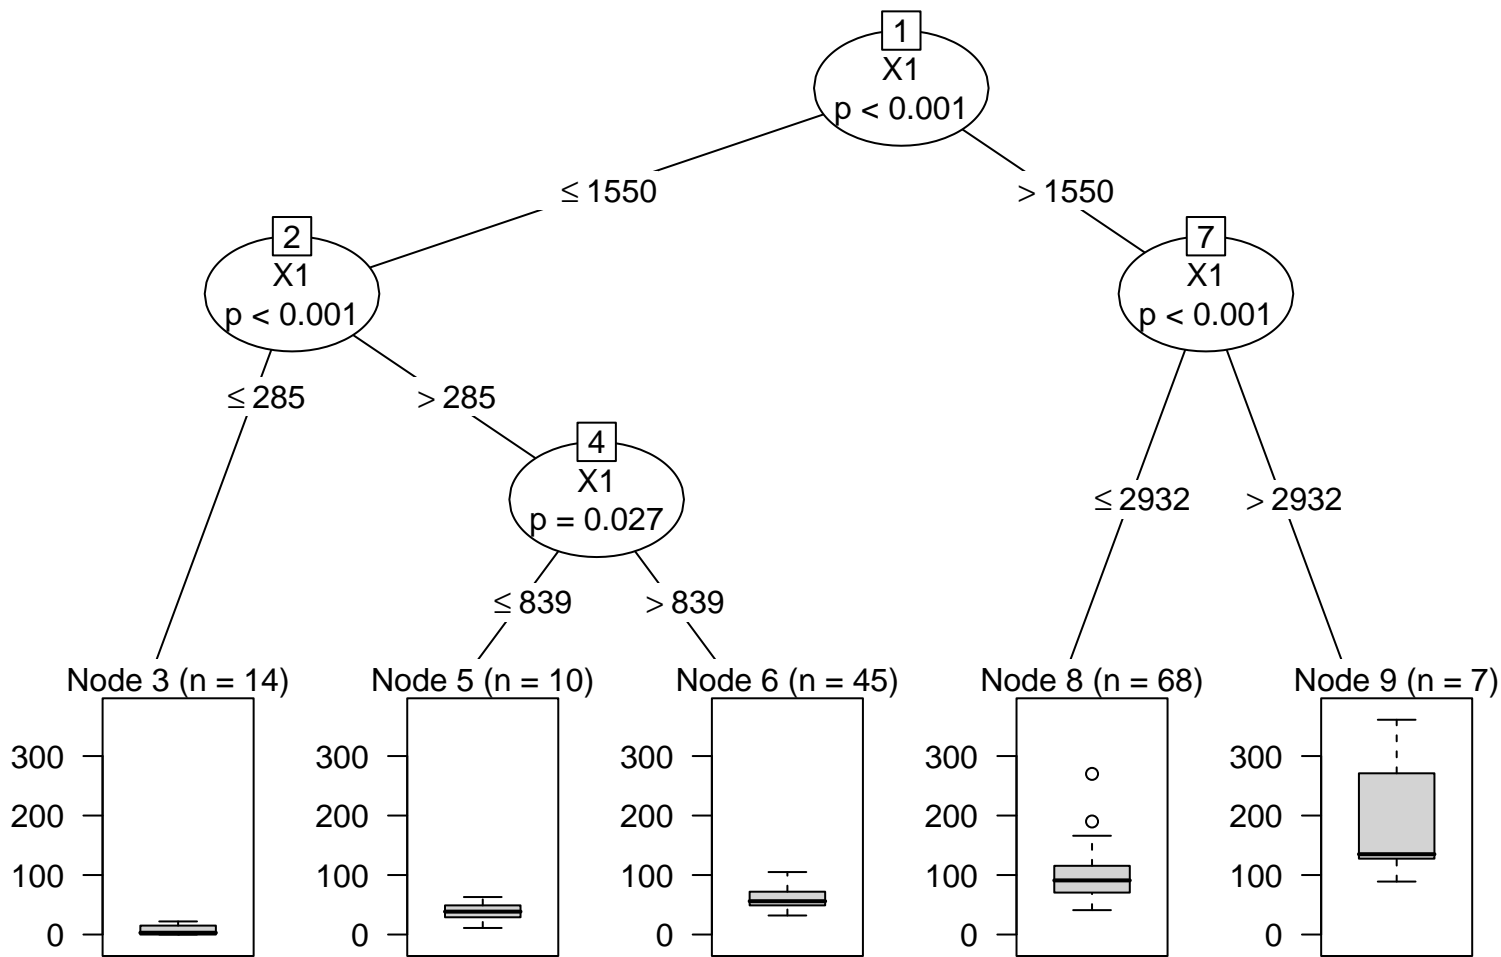 1
X1
p < 0.001
≤ 1550
> 1550
2
X1
p < 0.001
7
X1
p < 0.001
≤ 285
> 285
4
X1
p = 0.027
≤ 2932
> 2932
≤ 839
> 839
Node 3 (n = 14)
0
100
200
300
Node 5 (n = 10)
0
100
200
300
Node 6 (n = 45)
0
100
200
300
Node 8 (n = 68)
0
100
200
300
Node 9 (n = 7)
0
100
200
300